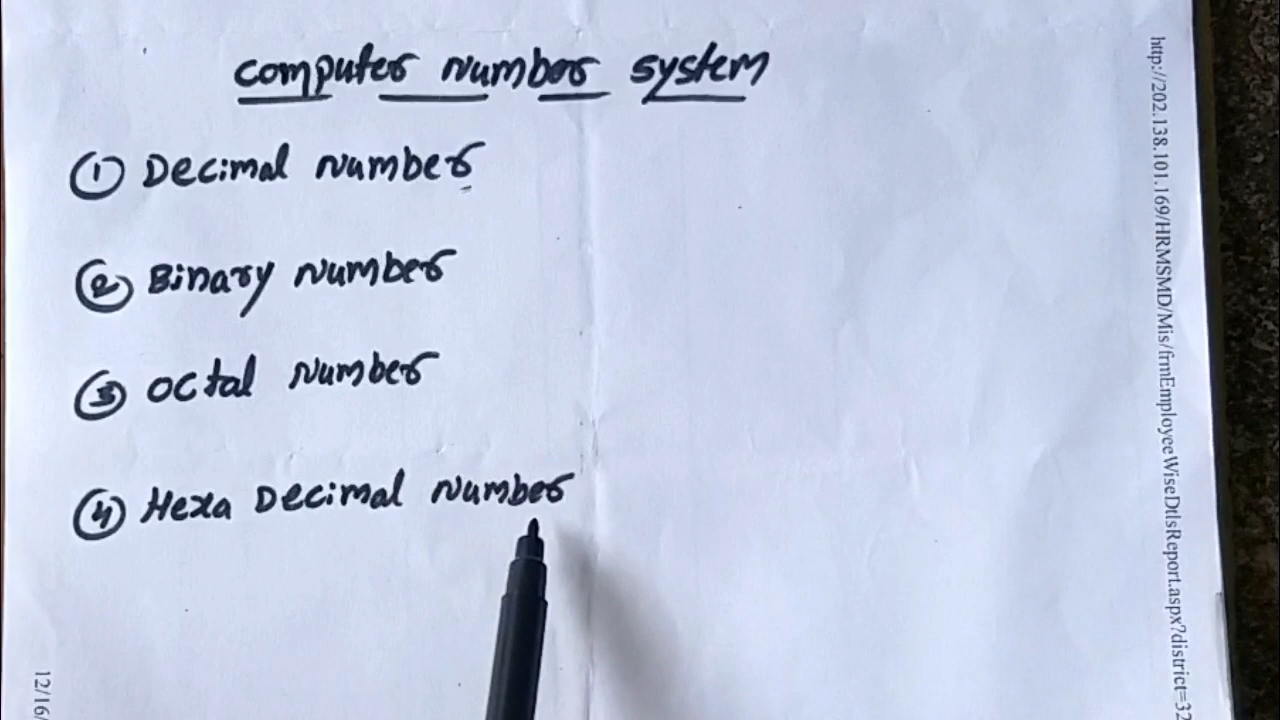 computer number system
① Decimal number
② Binary number
③ octal number
④ Hexa Decimal number
http://202.138.101.169/HRMSMD/Mis/frmEmployeeWiseDtlsReport.aspx?district=32
12/16/